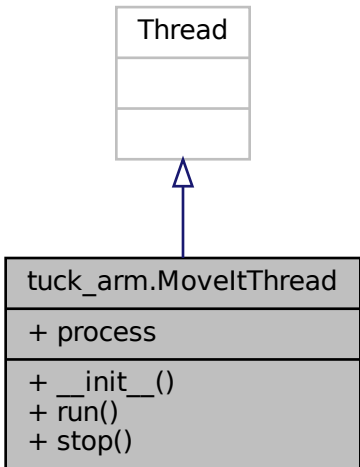 Thread
tuck_arm.MoveItThread
+ process
+ __init__()
+ run()
+ stop()